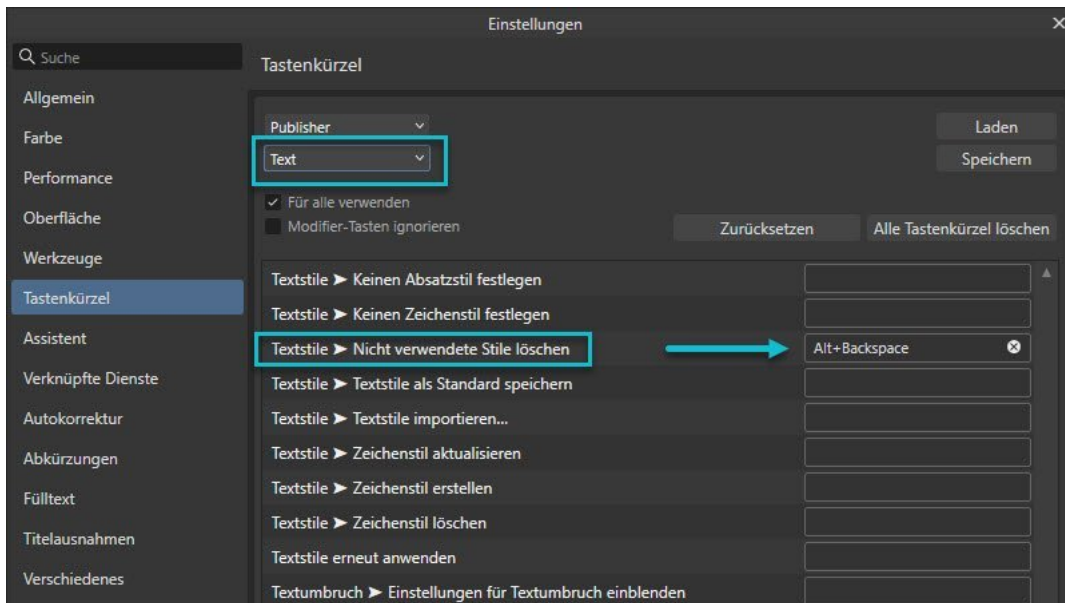 Einstellungen
Suche
Allgemein
Farbe
Performance
Oberfläche
Werkzeuge
Tastenkürzel
Assistent
Verknüpfte Dienste
Autokorrektur
Abkürzungen
Fülltext
Titelausnahmen
Verschiedenes
Tastenkürzel
Publisher
Laden
Text
Speichern
Für alle verwenden
Modifier-Tasten ignorieren
Zurücksetzen
Alle Tastenkürzel löschen
Textstile ➤ Keinen Absatzstil festlegen
Textstile ➤ Keinen Zeichenstil festlegen
Textstile ➤ Nicht verwendete Stile löschen
Alt+Backspace
Textstile ➤ Textstile als Standard speichern
Textstile ➤ Textstile importieren...
Textstile ➤ Zeichenstil aktualisieren
Textstile ➤ Zeichenstil erstellen
Textstile ➤ Zeichenstil löschen
Textstile erneut anwenden
Textumbruch ➤ Einstellungen für Textumbruch einblenden